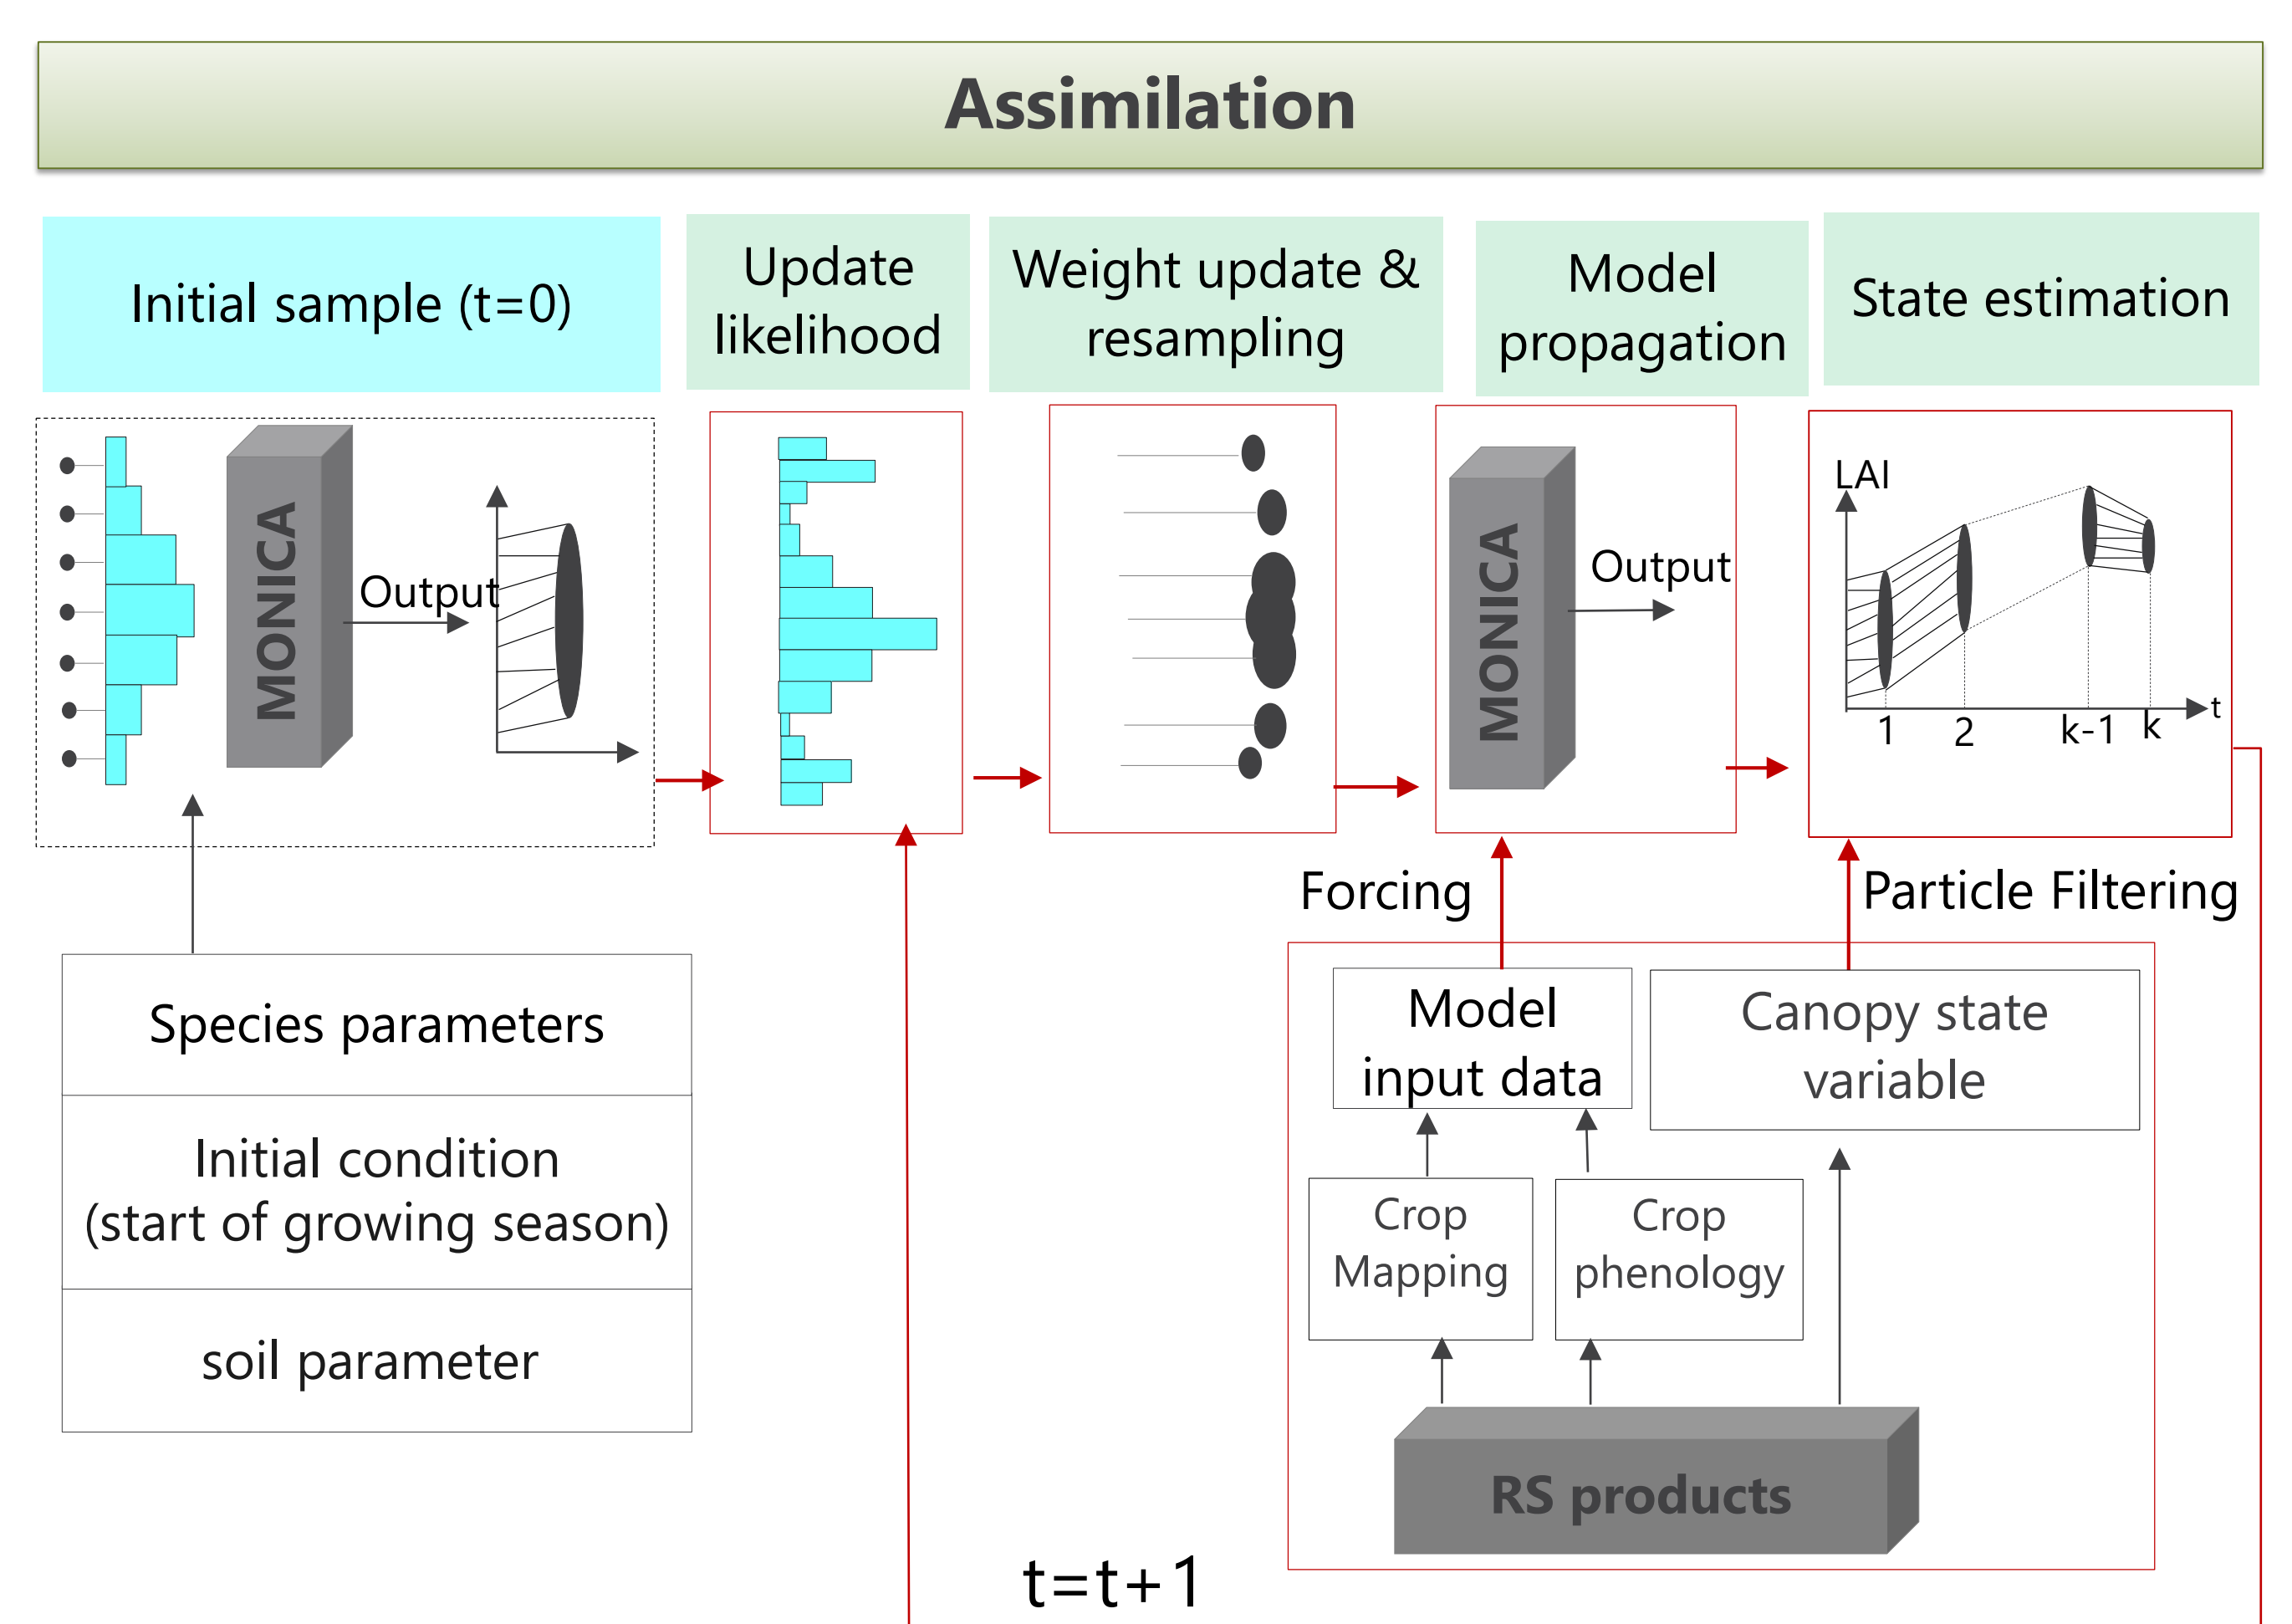 Assimilation
Initial sample (t=0)
Update
likelihood
Weight update &
resampling
Model
propagation
State estimation
MONICA
Output
MONICA
Output
LAI
1
2
k-1
k
t
Forcing
Particle Filtering
Species parameters
Initial condition
(start of growing season)
soil parameter
Model
input data
Canopy state
variable
Crop
Mapping
Crop
phenology
RS products
t=t+1